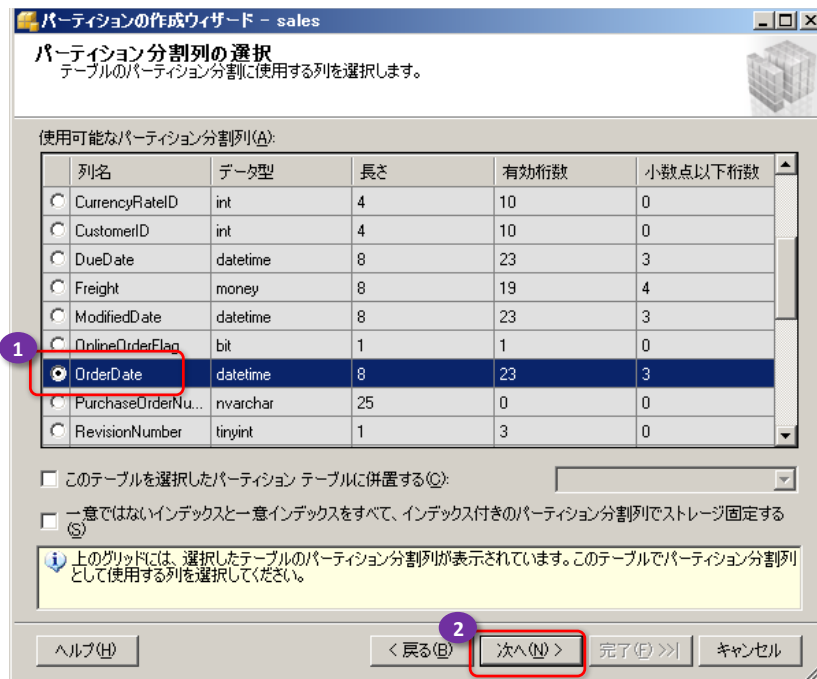 パーティションの作成ウィザード - sales
パーティション分割列の選択
テーブルのパーティション分割に使用する列を選択します。
使用可能なパーティション分割列(A):
列名 データ型 長さ 有効桁数 小数点以下桁数
CurrencyRateID int 4 10 0
CustomerID int 4 10 0
DueDate datetime 8 23 3
Freight money 8 19 4
ModifiedDate datetime 8 23 3
1
OnlineOrderFlag bit 1 1 0
OrderDate datetime 8 23 3
PurchaseOrderNu... nvarchar 25 0 0
RevisionNumber tinyint 1 3 0
このテーブルを選択したパーティション テーブルに併置する(C):
一意ではないインデックスと一意インデックスをすべて、インデックス付きのパーティション分割列でストレージ固定する
(S)
上のグリッドには、選択したテーブルのパーティション分割列が表示されています。このテーブルでパーティション分割列
として使用する列を選択してください。
2
ヘルプ(H) < 戻る(B) 次へ(N) > 完了(F) >>| キャンセル